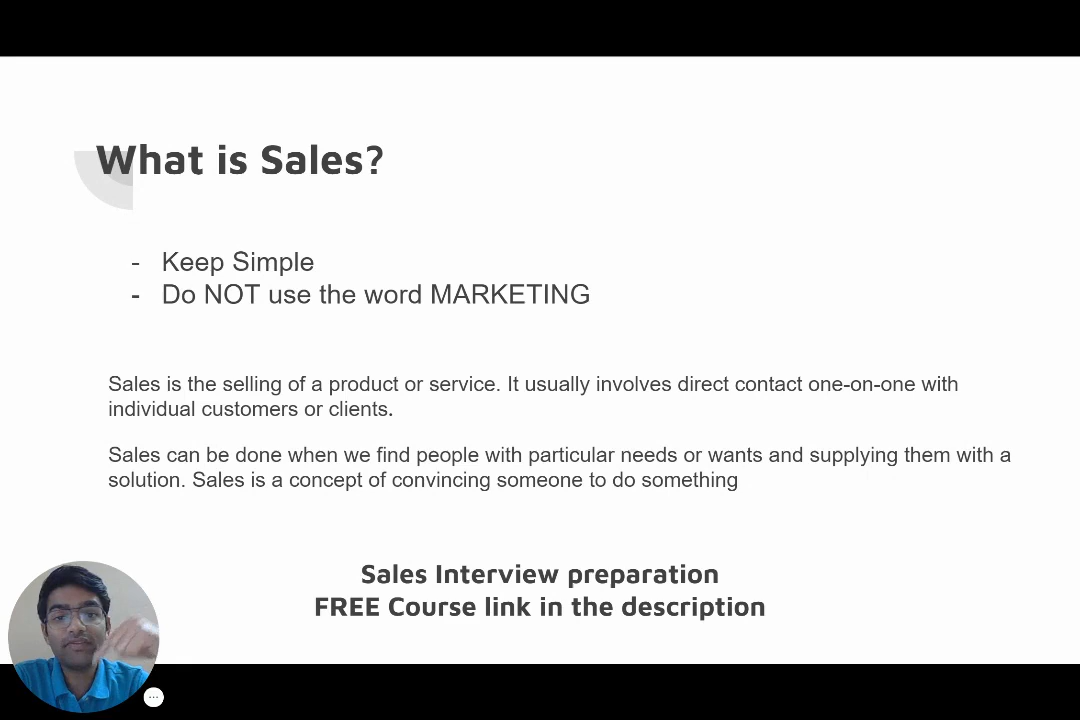 What is Sales?
- Keep Simple
- Do NOT use the word MARKETING
Sales is the selling of a product or service. It usually involves direct contact one-on-one with
individual customers or clients.
Sales can be done when we find people with particular needs or wants and supplying them with a
solution. Sales is a concept of convincing someone to do something
Sales Interview preparation
FREE Course link in the description